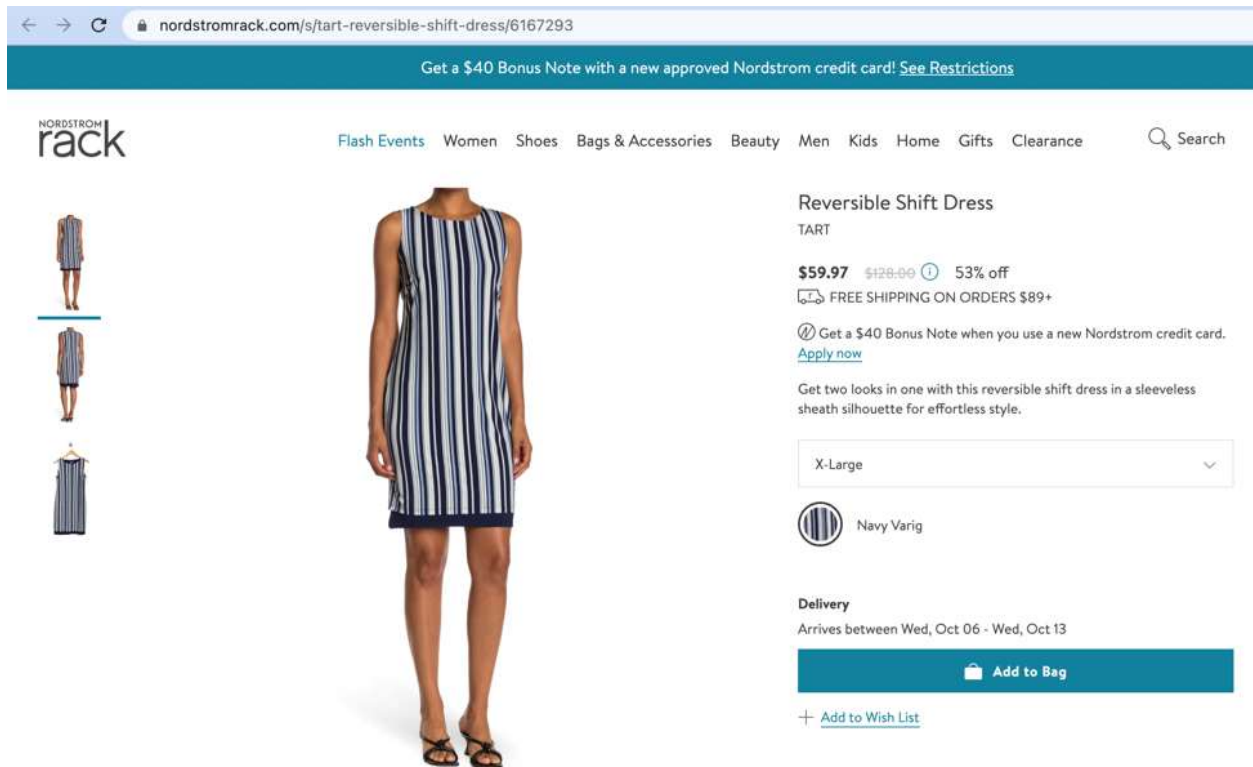 nordstromrack.com/s/tart-reversible-shift-dress/6167293
Get a $40 Bonus Note with a new approved Nordstrom credit card! See Restrictions
NORDSTROM
rack
Flash Events Women Shoes Bags & Accessories Beauty Men Kids Home Gifts Clearance Search
Reversible Shift Dress
TART
$59.97 $128.00 53% off
FREE SHIPPING ON ORDERS $89+
Get a $40 Bonus Note when you use a new Nordstrom credit card.
Apply now
Get two looks in one with this reversible shift dress in a sleeveless
sheath silhouette for effortless style.
X-Large
Navy Varig
Delivery
Arrives between Wed, Oct 06 - Wed, Oct 13
Add to Bag
Add to Wish List